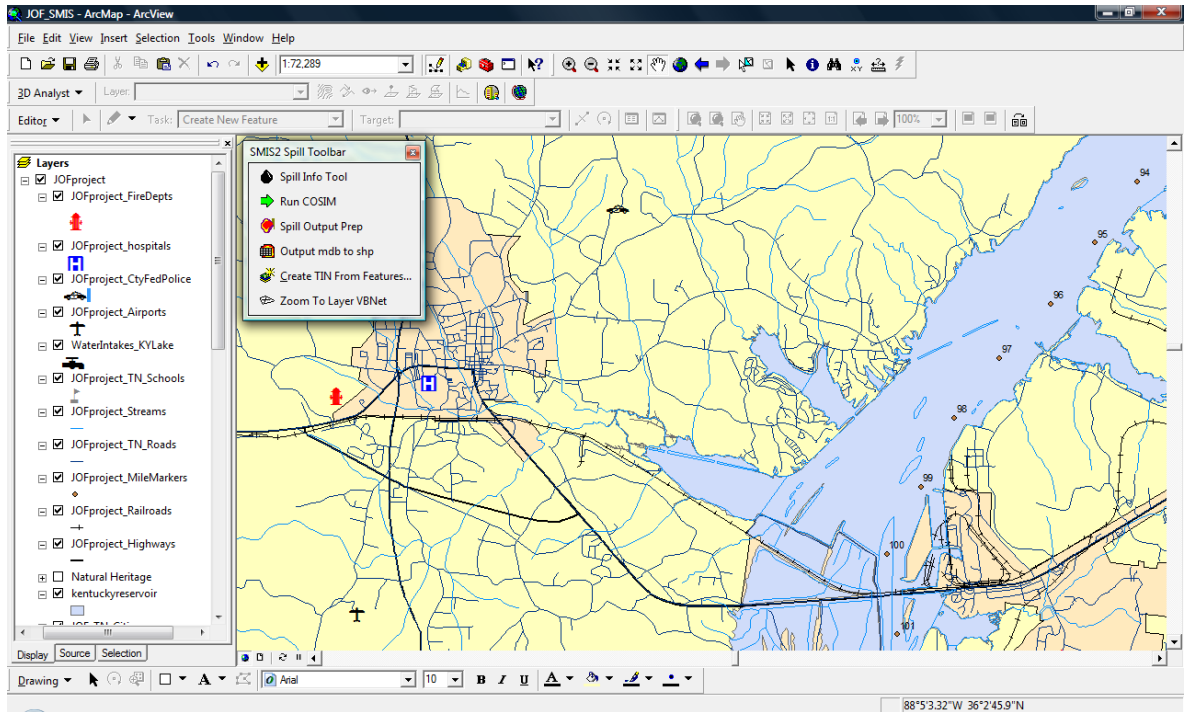 JOF_SMIS - ArcMap - ArcView
File Edit View Insert Selection Tools Window Help
1:72,289
3D Analyst Layer:
Editor Task: Create New Feature Target: 100%
Layers
JOFproject
JOFproject_FireDepts
JOFproject_hospitals
H
JOFproject_CtyFedPolice
JOFproject_Airports
WaterIntakes_KYLake
JOFproject_TN_Schools
JOFproject_Streams
JOFproject_TN_Roads
JOFproject_MileMarkers
JOFproject_Railroads
JOFproject_Highways
Natural Heritage
kentuckyreservoir
Display Source Selection
SMIS2 Spill Toolbar
Spill Info Tool
Run COSIM
Spill Output Prep
Output mdb to shp
Create TIN From Features...
Zoom To Layer VBNet
H
94
95
96
97
98
99
100
101
Drawing A Arial 10 B I U A
88°5'3.32"W 36°2'45.9"N